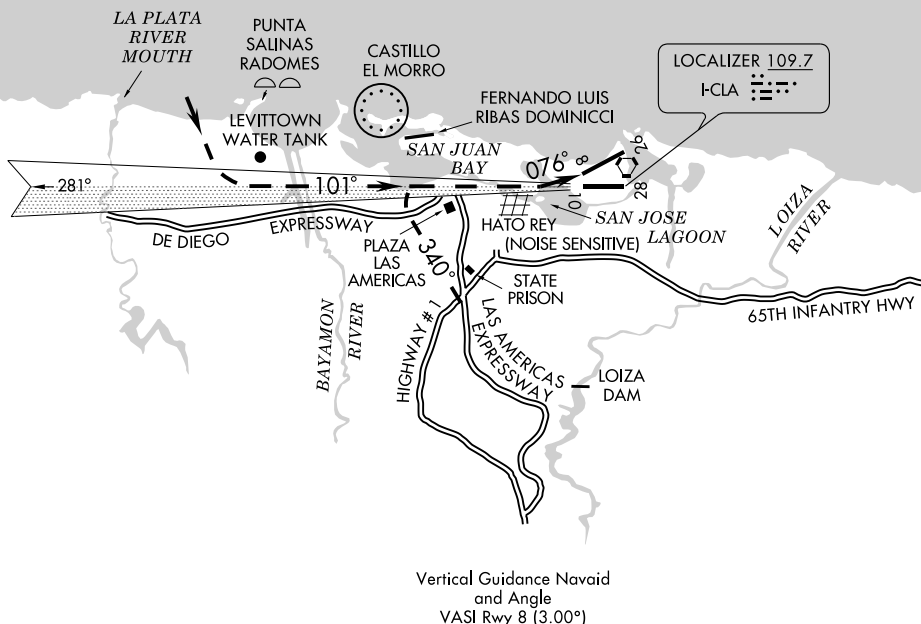 LA PLATA
RIVER
MOUTH
PUNTA
SALINAS
RADOMES
CASTILLO
EL MORRO
LOCALIZER 109.7
I-CLA
LEVITTOWN
WATER TANK
FERNANDO LUIS
RIBAS DOMINICCI
SAN JUAN
BAY
076°
8
26
281°
101°
10
28
DE DIEGO
EXPRESSWAY
PLAZA
LAS
AMERICAS
340°
HATO REY
(NOISE SENSITIVE)
SAN JOSE
LAGOON
LOIZA
RIVER
STATE
PRISON
BAYAMON
RIVER
HIGHWAY # 1
LAS AMERICAS
EXPRESSWAY
65TH INFANTRY HWY
LOIZA
DAM
Vertical Guidance Navaid
and Angle
VASI Rwy 8 (3.00°)